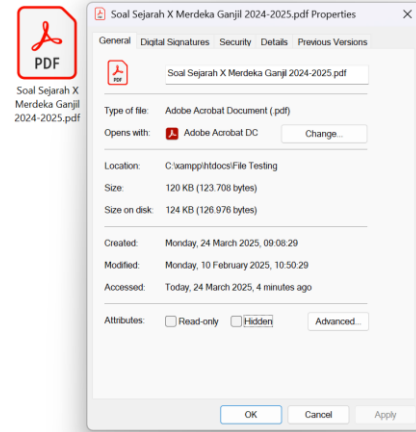 Soal Sejarah X Merdeka Ganjil 2024-2025.pdf Properties
General Digital Signatures Security Details Previous Versions
PDF
Soal Sejarah X
Merdeka Ganjil
2024-2025.pdf
PDF
Soal Sejarah X Merdeka Ganjil 2024-2025.pdf
Type of file: Adobe Acrobat Document (.pdf)
Opens with: Adobe Acrobat DC Change...
Location: C:\xampp\htdocs\File Testing
Size: 120 KB (123.708 bytes)
Size on disk: 124 KB (126.976 bytes)
Created: Monday, 24 March 2025, 09:08:29
Modified: Monday, 10 February 2025, 10:50:29
Accessed: Today, 24 March 2025, 4 minutes ago
Attributes: Read-only Hidden Advanced...
OK Cancel Apply